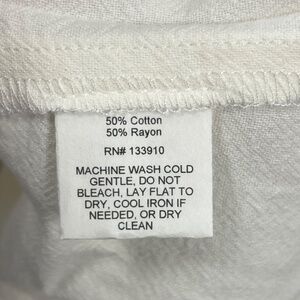 50% Cotton
50% Rayon
RN# 133910
MACHINE WASH COLD
GENTLE, DO NOT
BLEACH, LAY FLAT TO
DRY, COOL IRON IF
NEEDED, OR DRY
CLEAN